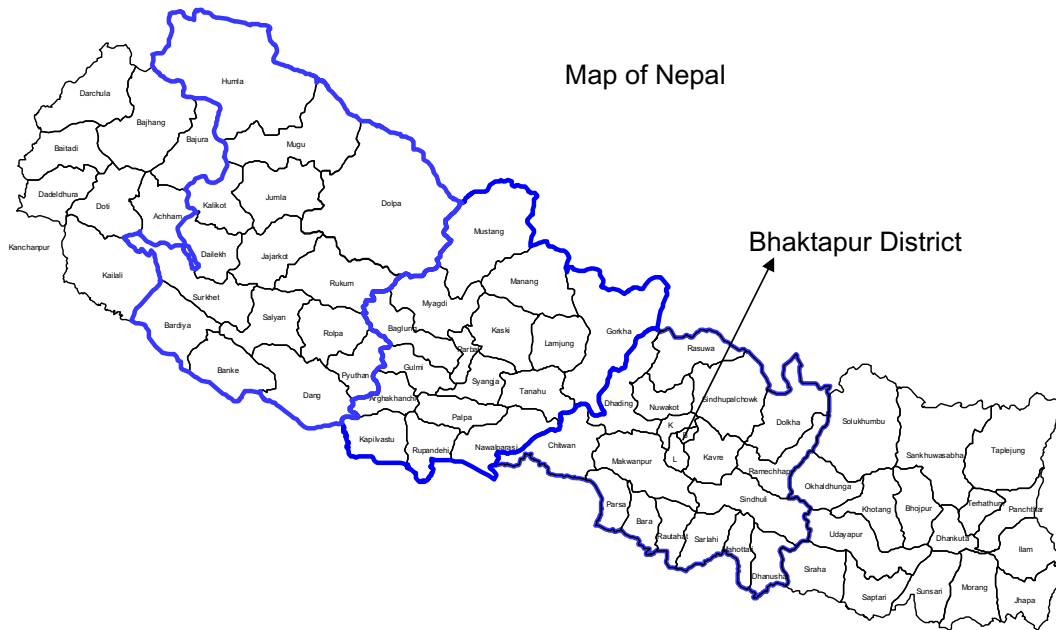 Map of Nepal
Humla
Darchula
Bajhang
Bajura
Mugu
Baitadi
Dadeldhura
Doti
Achham
Kalikot
Jumla
Dolpa
Mustang
Bhaktapur District
Kanchanpur
Kailali
Dailekh
Jajarkot
Rukum
Manang
Surkhet
Myagdi
Bardiya
Salyan
Rolpa
Baglung
Kaski
Gorkha
Parbat
Lamjung
Rasuwa
Banke
Pyuthan
Gulmi
Syangja
Tanahu
Dang
Arghakhanchi
Dhading
Nuwakot
Sindhupalchowk
Dolkha
Solukhumbu
Palpa
K
Taplejung
Kapilvastu
Rupandehi
Nawalparasi
Chitwan
Makwanpur
L
Kavre
Sankhuwasabha
Ramechhap
Okhaldhunga
Parsa
Sindhuli
Khotang
Bhojpur
Terhathum
Panchthar
Bara
Rautahat
Sarlahi
Mahottari
Udayapur
Dhankuta
Ilam
Dhanusha
Siraha
Saptari
Sunsari
Morang
Jhapa